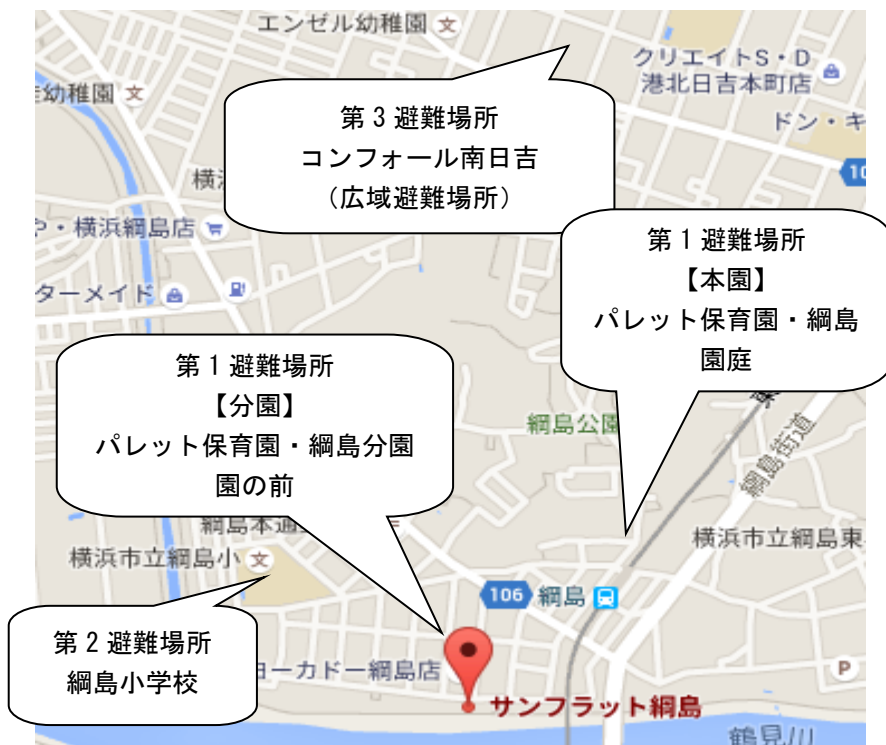 エンゼル幼稚園
クリエイトS・D
港北日吉本町店
幼稚園
ドン・キ
第3避難場所
コンフォール南日吉
（広域避難場所）
横
10
や・横浜綱島店
ターメイド
第1避難場所
【本園】
パレット保育園・綱島
園庭
第1避難場所
【分園】
パレット保育園・綱島分園
園の前
綱島公園
綱島街道
綱島本通
横浜市立綱島小
横浜市立綱島東
106
綱島
第2避難場所
綱島小学校
ヨーカドー綱島店
P
サンフラット綱島
鶴見川